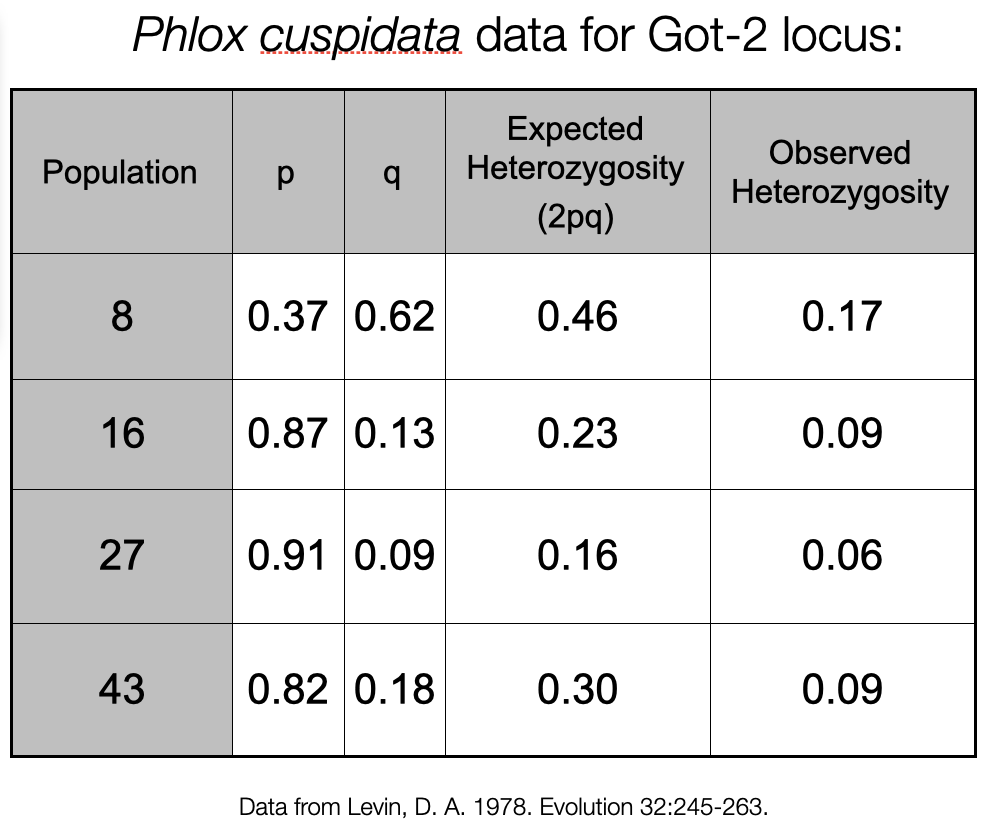 Phlox cuspidata data for Got-2 locus:
Population p q Expected Heterozygosity (2pq) Observed Heterozygosity
8 0.37 0.62 0.46 0.17
16 0.87 0.13 0.23 0.09
27 0.91 0.09 0.16 0.06
43 0.82 0.18 0.30 0.09
Data from Levin, D. A. 1978. Evolution 32:245-263.